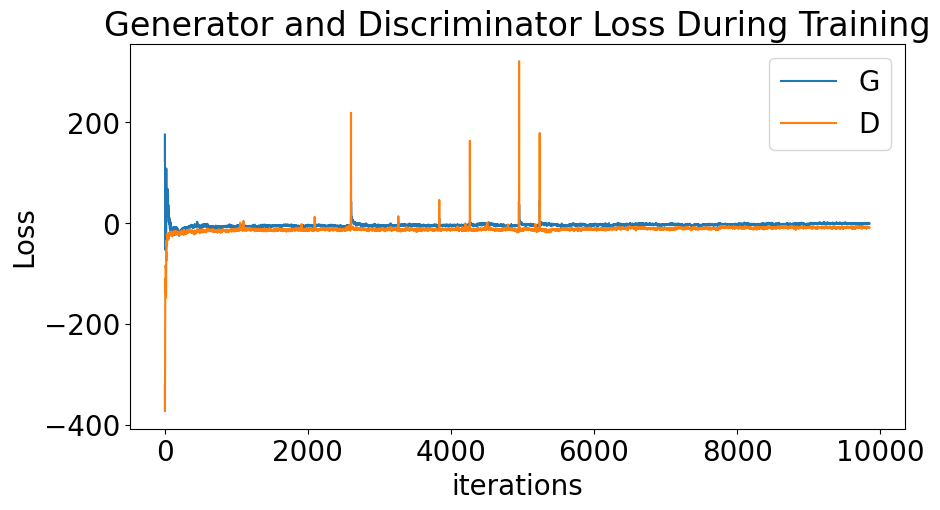 Generator and Discriminator Loss During Training
G
D
Loss
200
0
−200
−400
0 2000 4000 6000 8000 10000
iterations